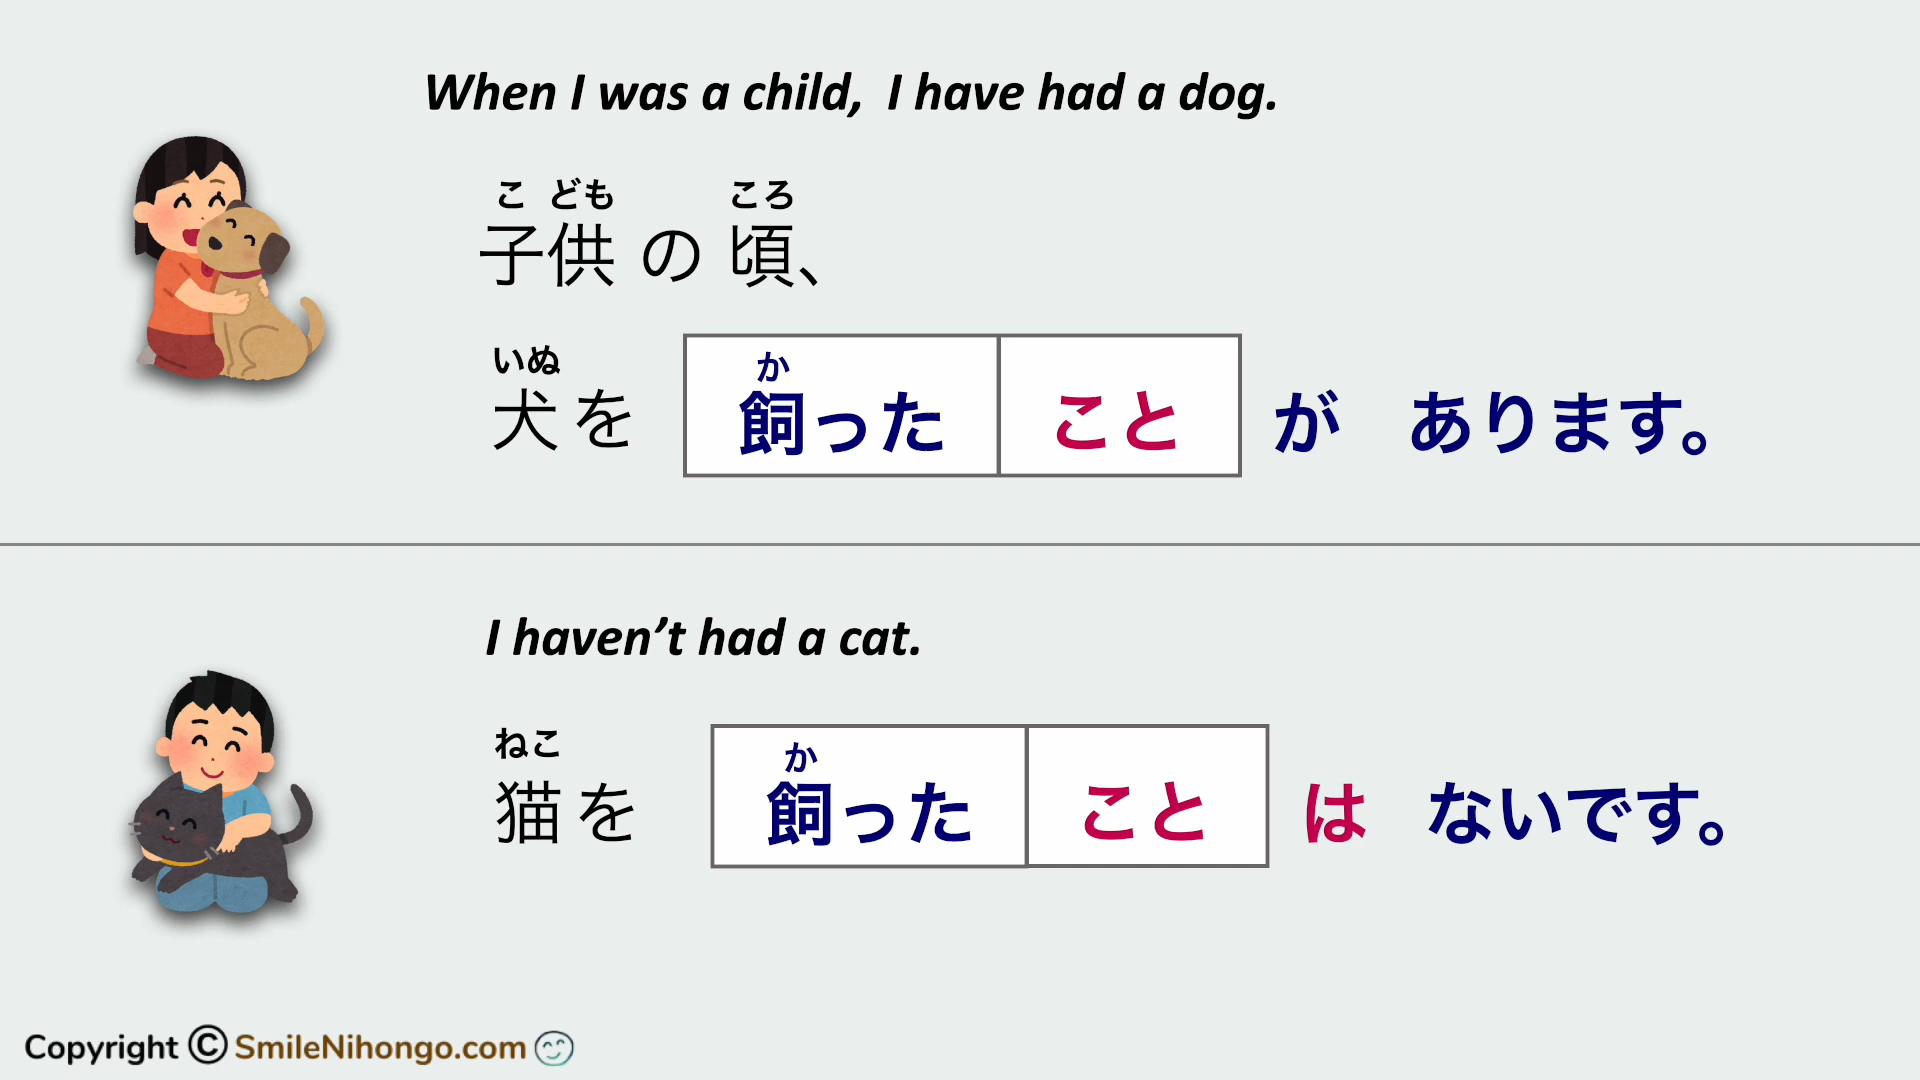 When I was a child, I have had a dog.
こ ども ころ
子供 の 頃、
いぬ か
犬を 飼った こと が あります。
I haven't had a cat.
ねこ か
猫を 飼った こと は ないです。
Copyright © SmileNihongo.com